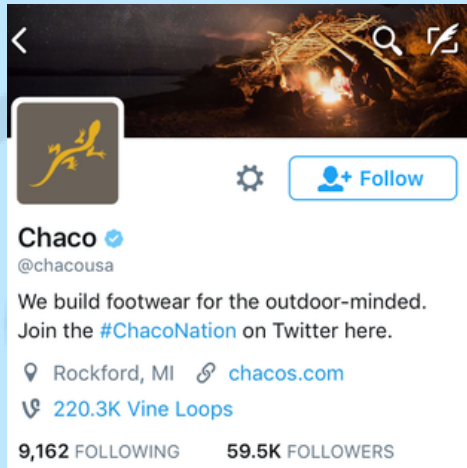 Follow
Chaco
@chacousa
We build footwear for the outdoor-minded.
Join the #ChacoNation on Twitter here.
Rockford, MI chacos.com
220.3K Vine Loops
9,162 FOLLOWING 59.5K FOLLOWERS